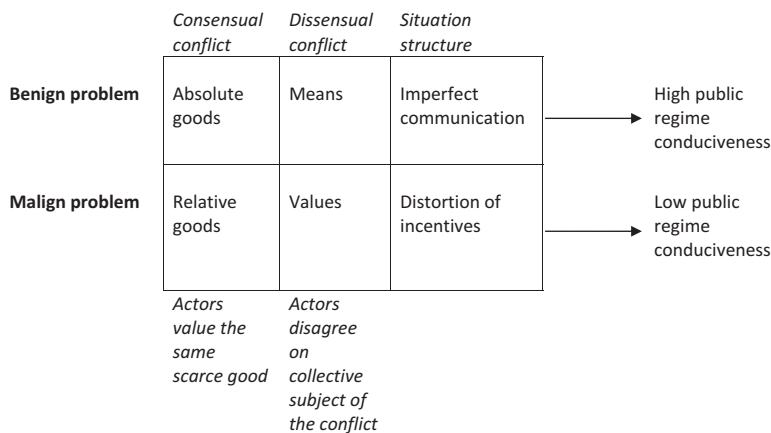 Consensual
conflict
Dissensual
conflict
Situation
structure
Benign problem
Absolute
goods
Means
Imperfect
communication
High public
regime
conduciveness
Malign problem
Relative
goods
Values
Distortion of
incentives
Low public
regime
conduciveness
Actors
value the
same
scarce good
Actors
disagree
on
collective
subject of
the conflict